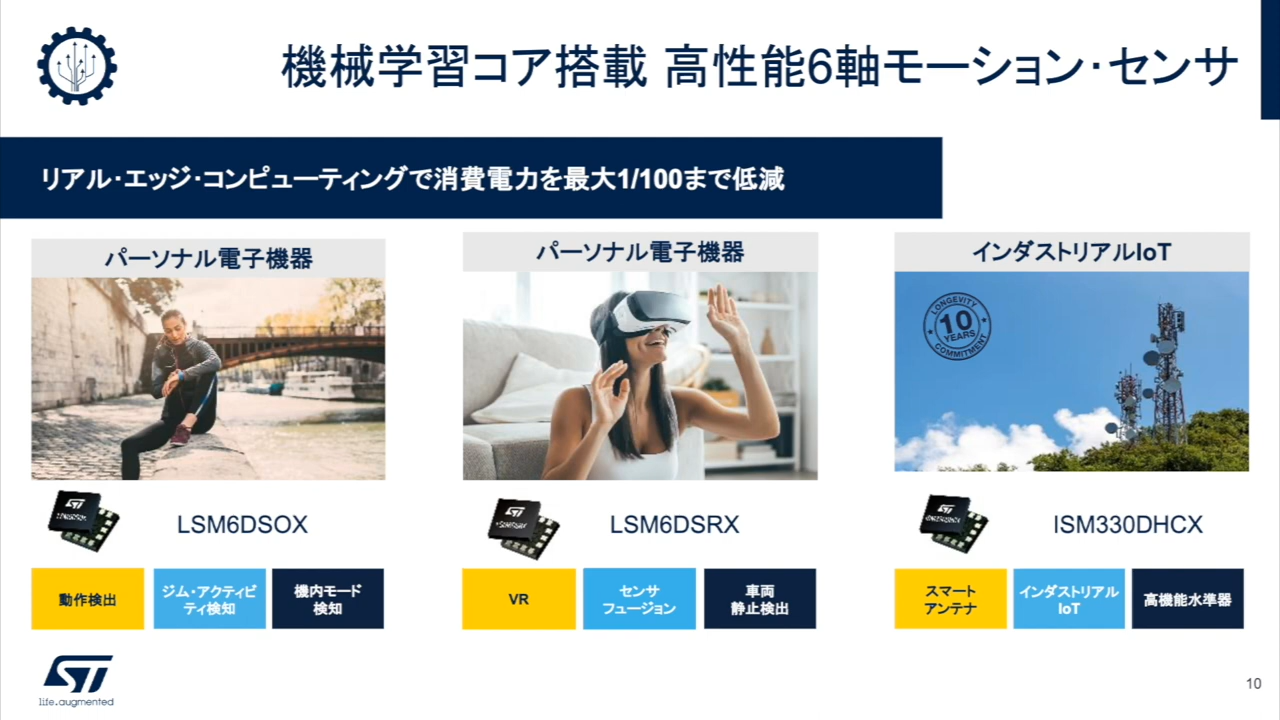 機械学習コア搭載 高性能6軸モーション・センサ
リアル・エッジ・コンピューティングで消費電力を最大1/100まで低減
パーソナル電子機器
パーソナル電子機器
インダストリアルIoT
LONGEVITY
10
YEARS
COMMITMENT
LSM6DSOX
LSM6DSRX
ISM330DHCX
動作検出
ジム・アクティビ
ティ検知
機内モード
検知
VR
センサ
フュージョン
車両
静止検出
スマート
アンテナ
インダストリアル
IoT
高機能水準器
ST
life.augmented
10